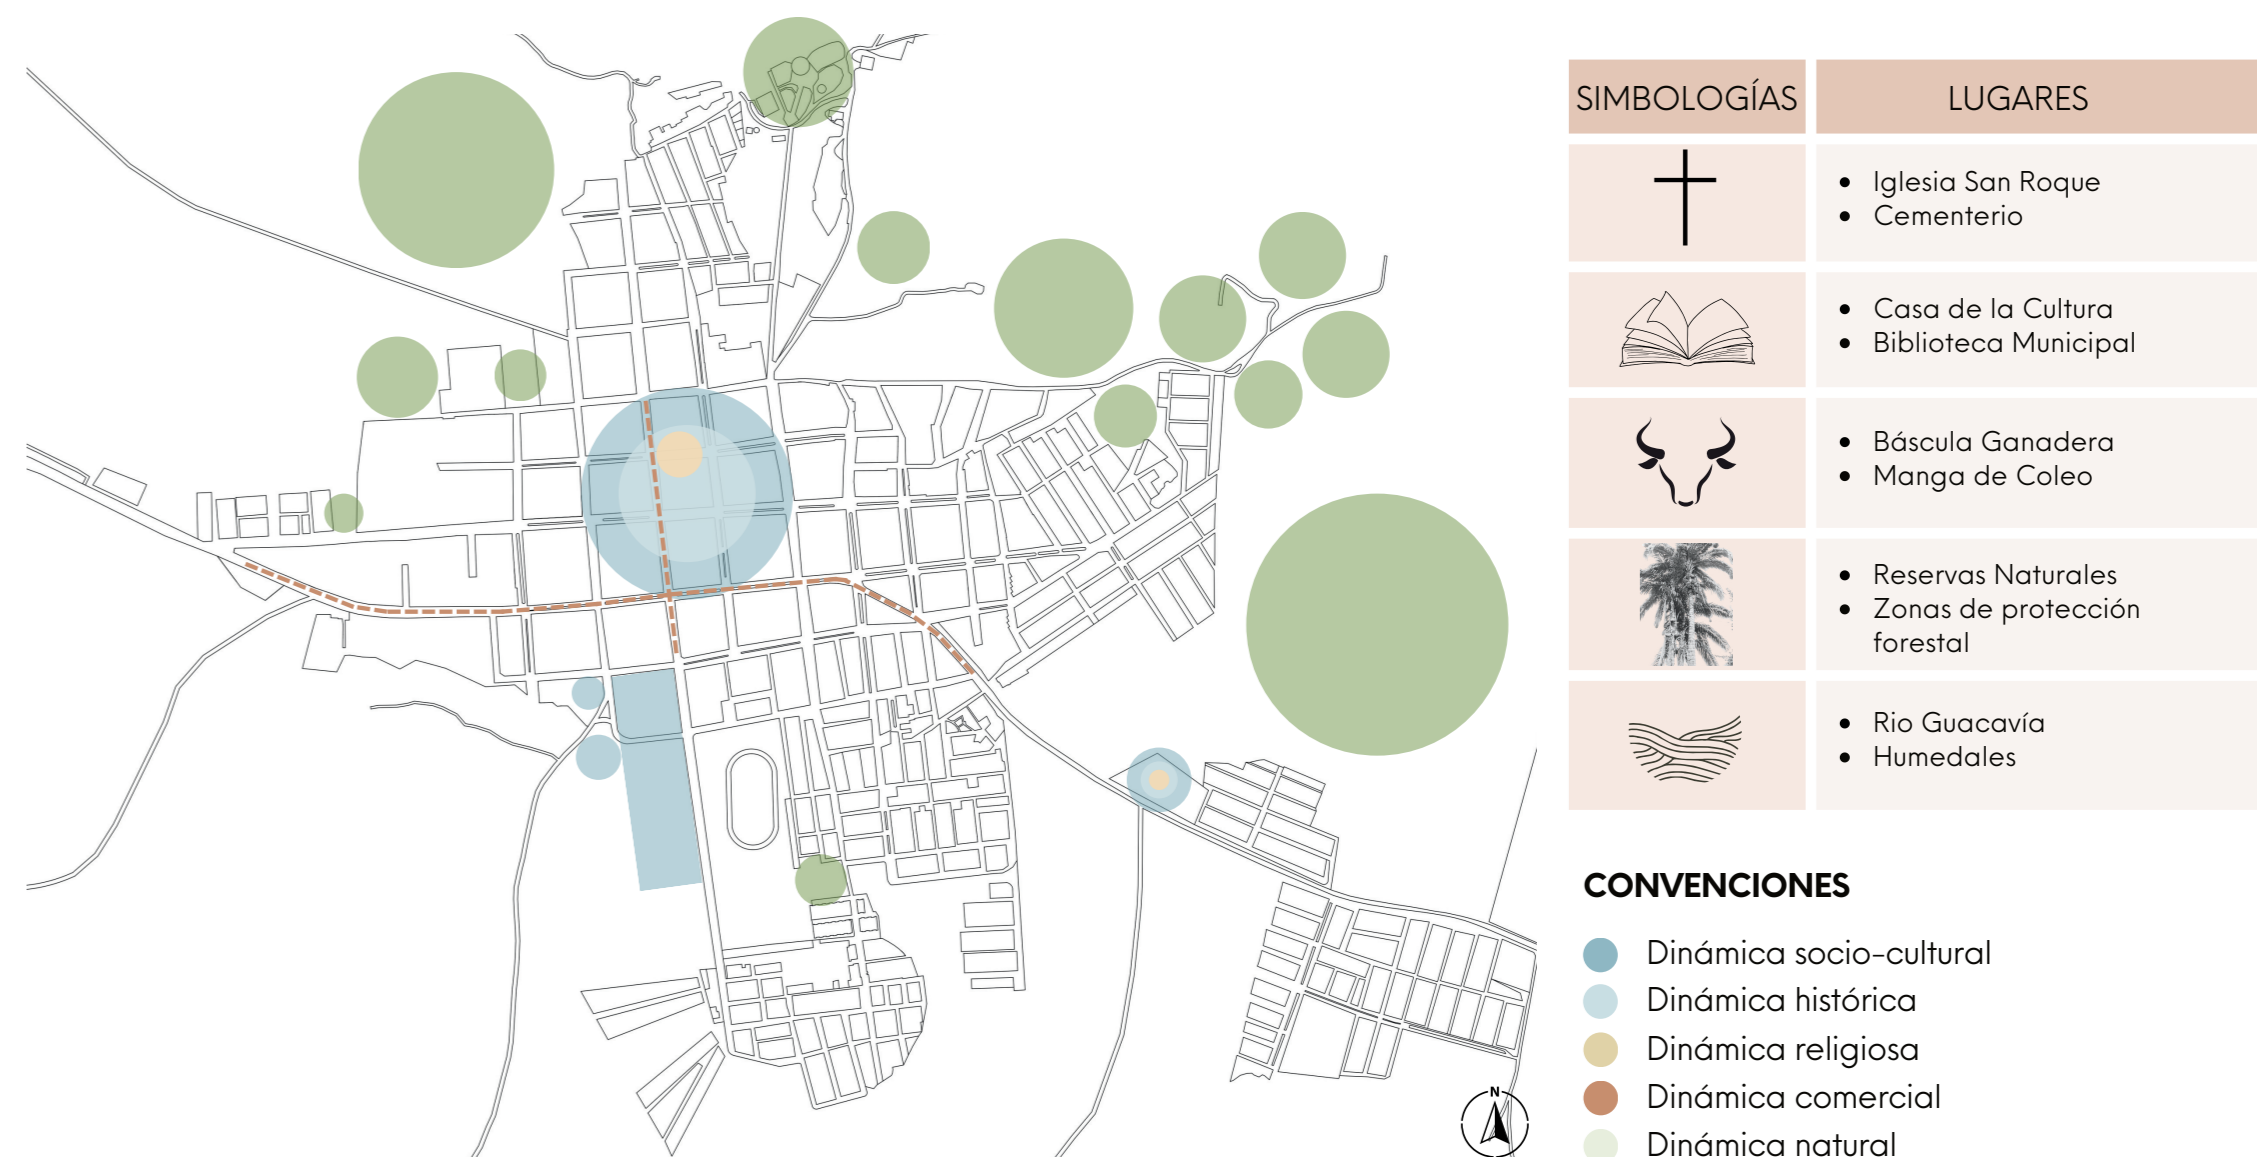 SIMBOLOGÍAS
LUGARES
• Iglesia San Roque
• Cementerio
• Casa de la Cultura
• Biblioteca Municipal
• Báscula Ganadera
• Manga de Coleo
• Reservas Naturales
• Zonas de protección
forestal
• Rio Guacavía
• Humedales
CONVENCIONES
Dinámica socio-cultural
Dinámica histórica
Dinámica religiosa
Dinámica comercial
Dinámica natural
N